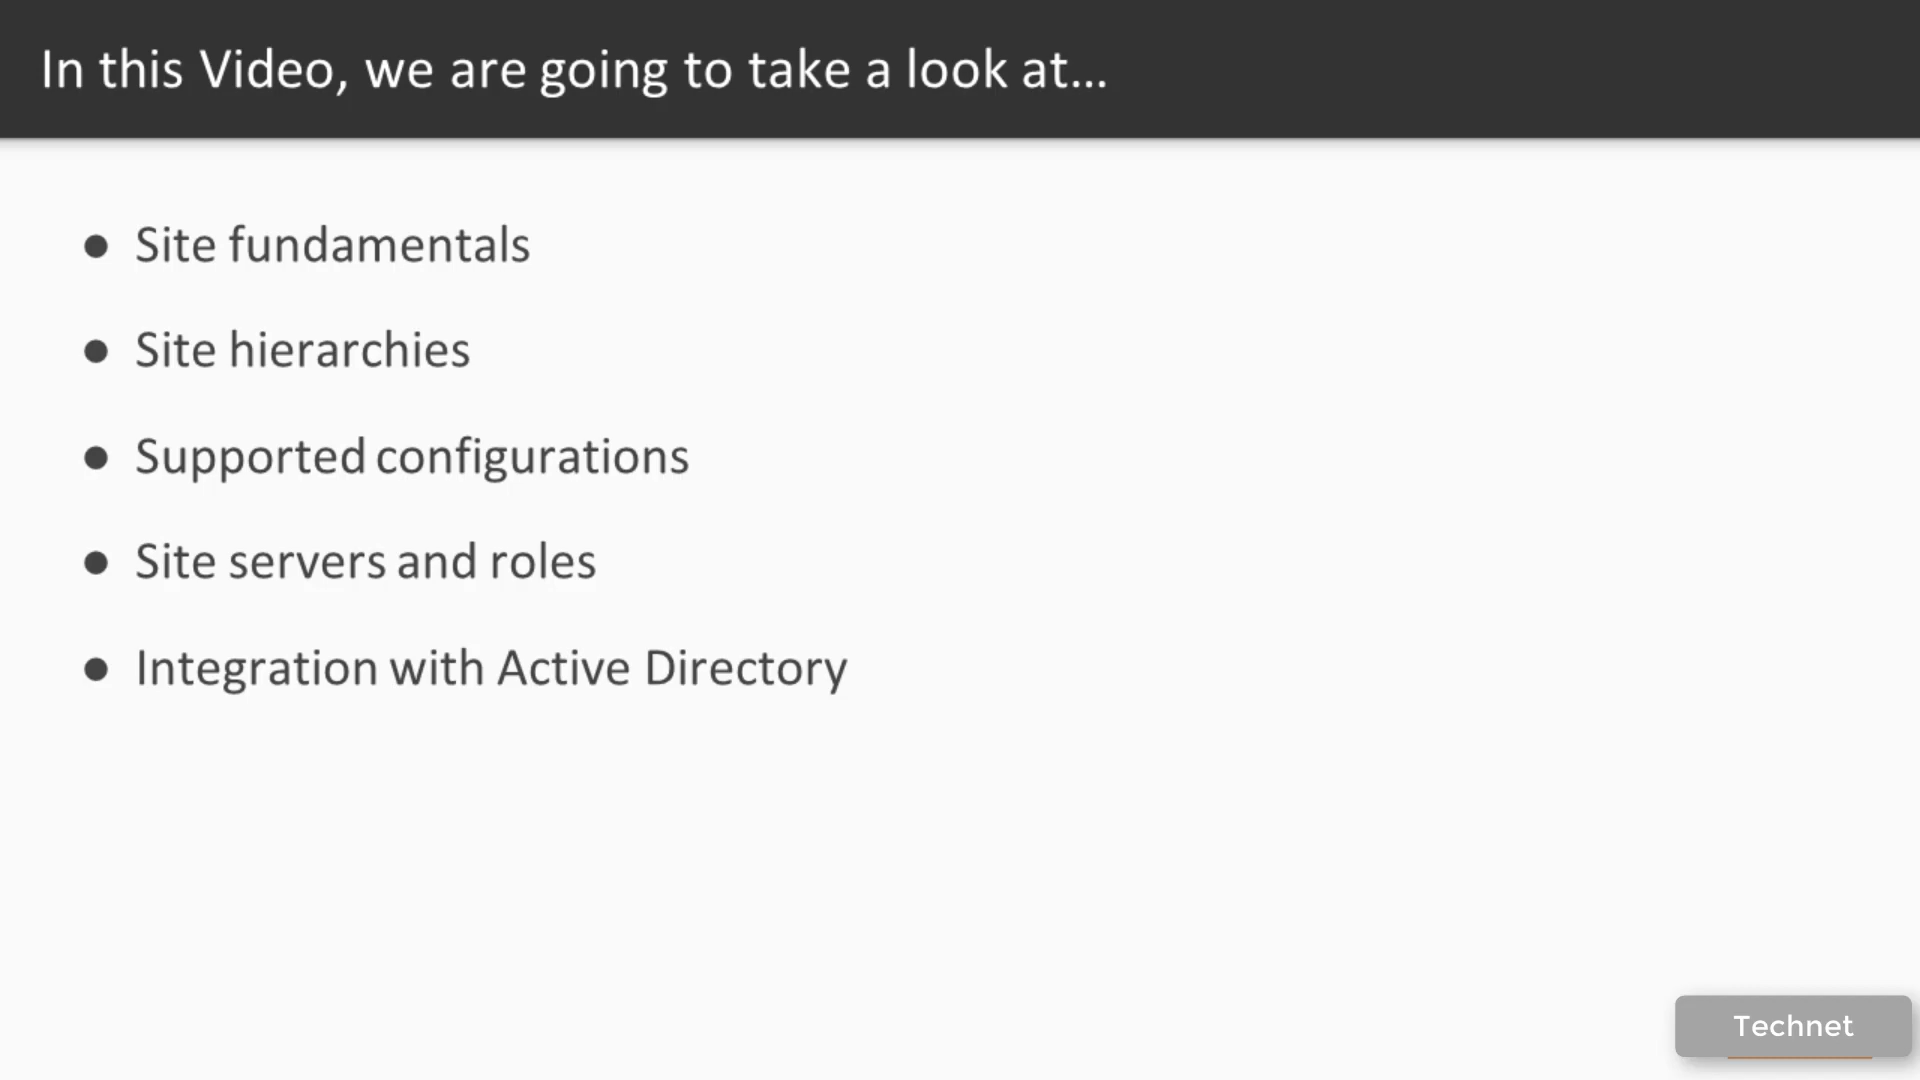 In this Video, we are going to take a look at...
● Site fundamentals
● Site hierarchies
● Supported configurations
● Site servers and roles
● Integration with Active Directory
Technet